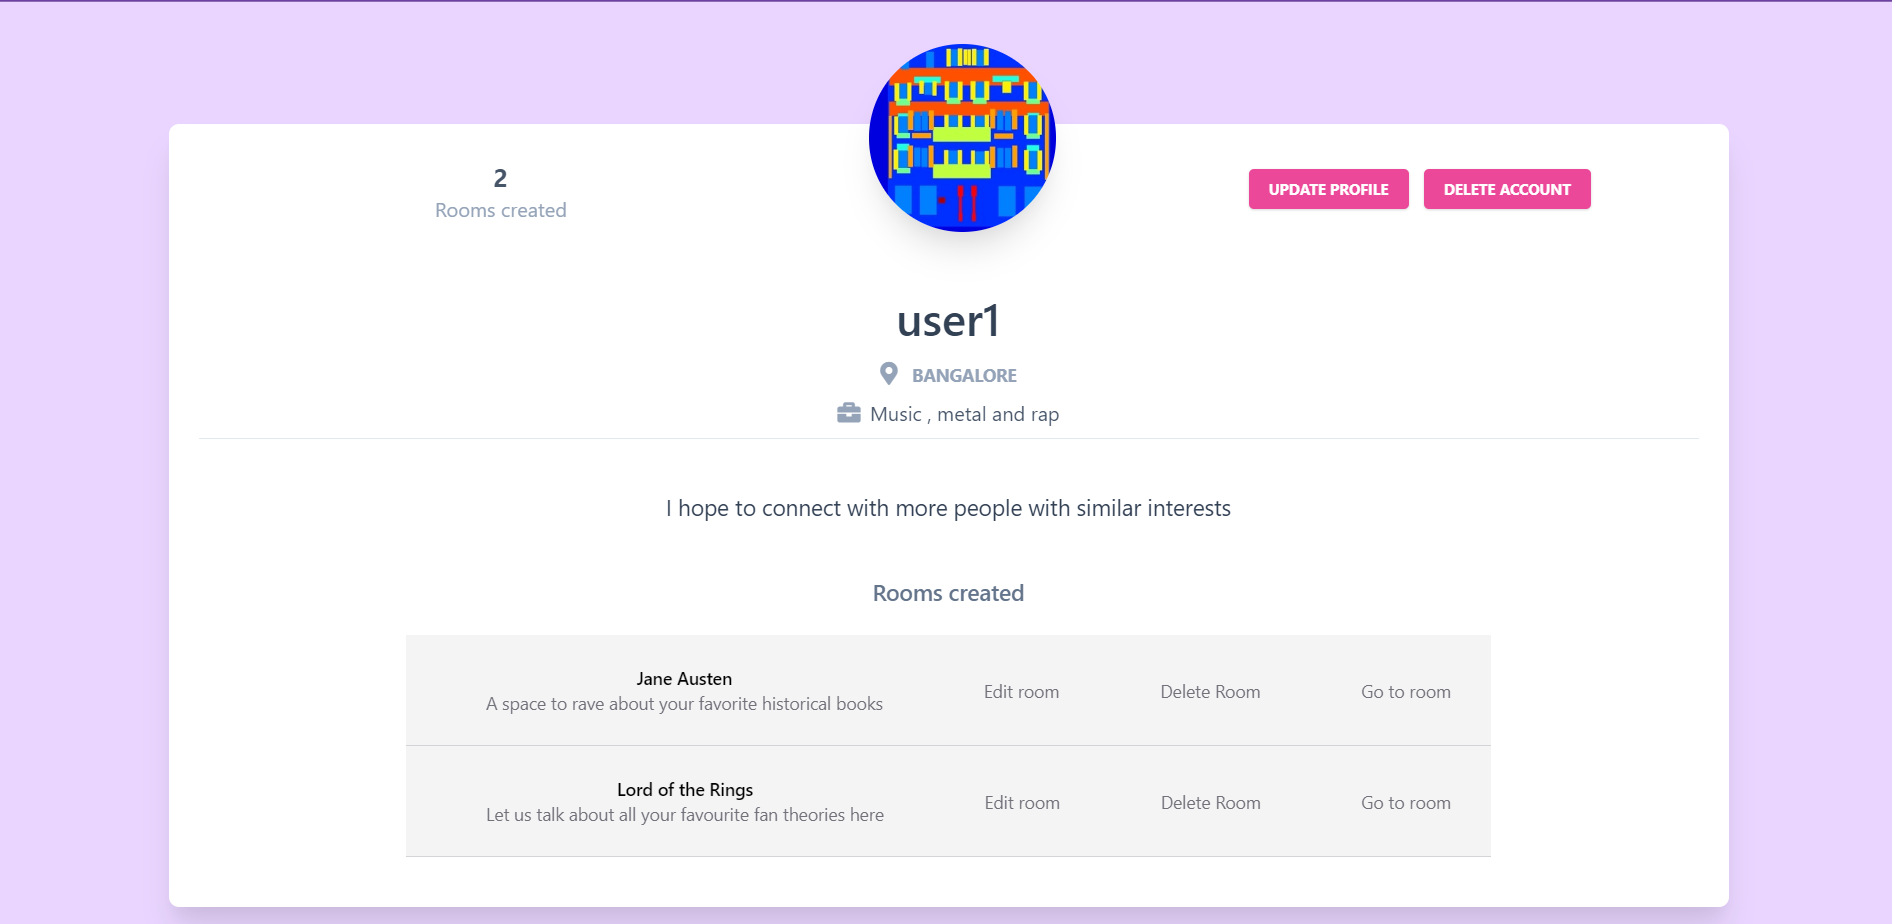 2
Rooms created
UPDATE PROFILE
DELETE ACCOUNT
user1
BANGALORE
Music , metal and rap
I hope to connect with more people with similar interests
Rooms created
Jane Austen
A space to rave about your favorite historical books
Edit room
Delete Room
Go to room
Lord of the Rings
Let us talk about all your favourite fan theories here
Edit room
Delete Room
Go to room